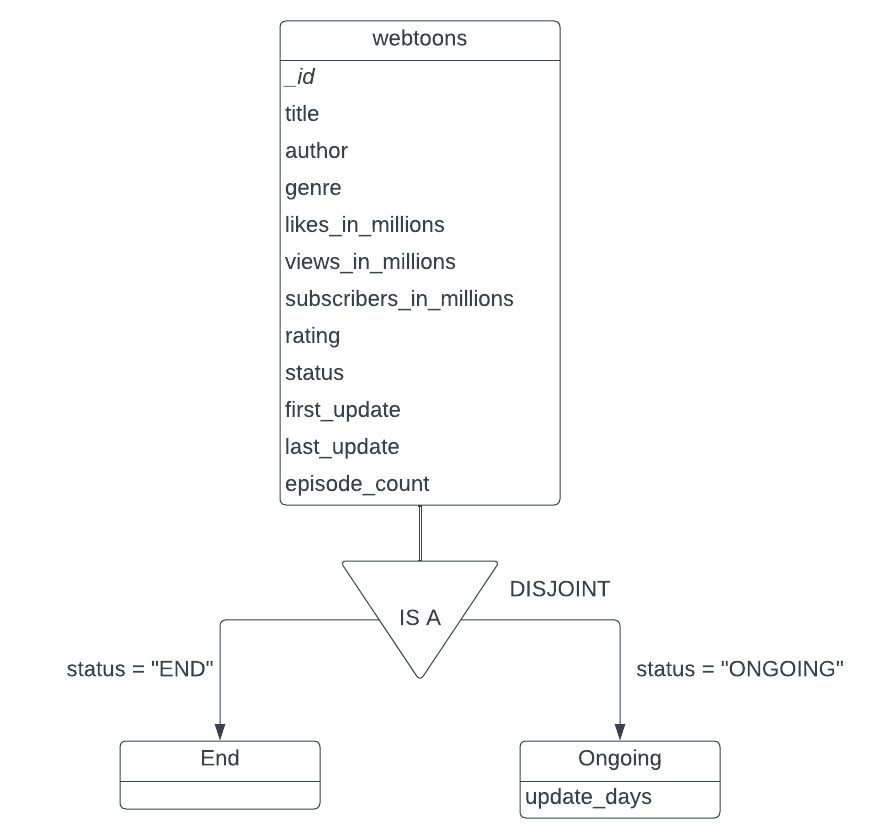 webtoons
_id
title
author
genre
likes_in_millions
views_in_millions
subscribers_in_millions
rating
status
first_update
last_update
episode_count
DISJOINT
IS A
status = "END"
status = "ONGOING"
End
Ongoing
update_days